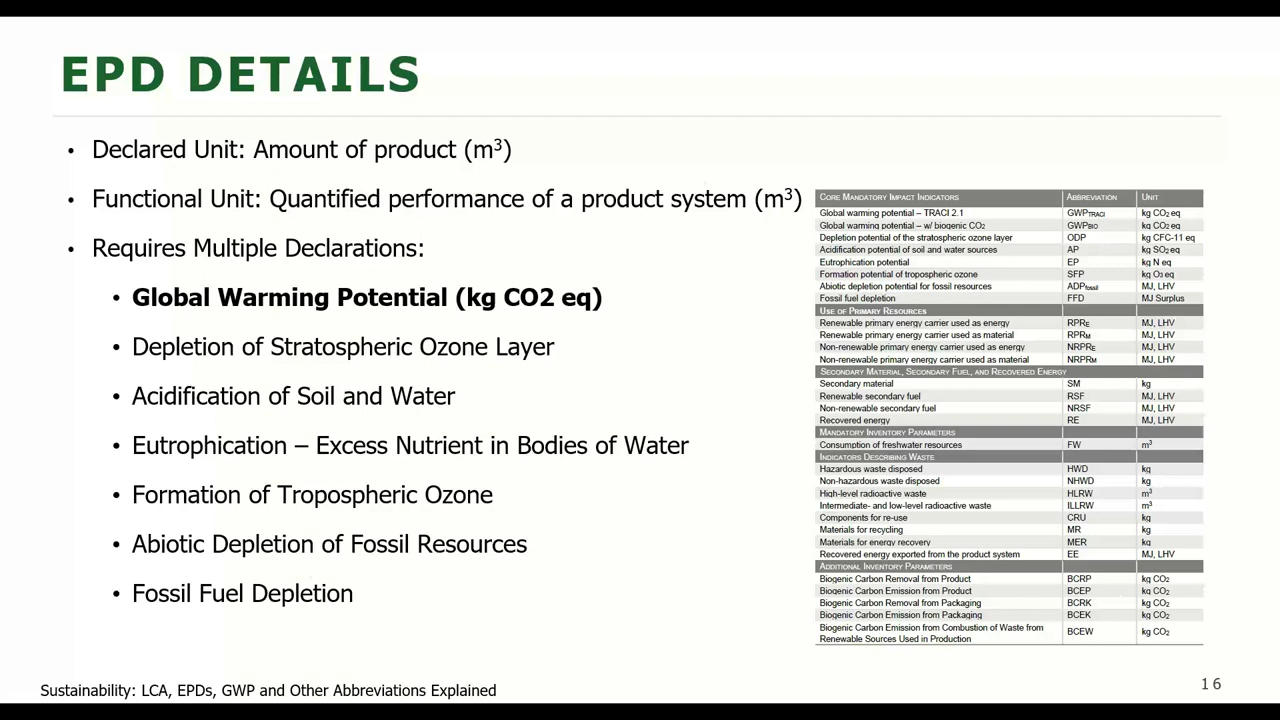 EPD DETAILS
• Declared Unit: Amount of product (m³)
• Functional Unit: Quantified performance of a product system (m³)
• Requires Multiple Declarations:
• Global Warming Potential (kg CO2 eq)
• Depletion of Stratospheric Ozone Layer
• Acidification of Soil and Water
• Eutrophication – Excess Nutrient in Bodies of Water
• Formation of Tropospheric Ozone
• Abiotic Depletion of Fossil Resources
• Fossil Fuel Depletion
CORE MANDATORY IMPACT INDICATORS ABBREVIATION UNIT
Global warming potential – TRACI 2.1 GWPTRACI kg CO2 eq
Global warming potential – w/ biogenic CO2 GWPBIO kg CO2 eq
Depletion potential of the stratospheric ozone layer ODP kg CFC-11 eq
Acidification potential of soil and water sources AP kg SO2 eq
Eutrophication potential EP kg N eq
Formation potential of tropospheric ozone SFP kg O3 eq
Abiotic depletion potential for fossil resources ADPfossil MJ, LHV
Fossil fuel depletion FFD MJ Surplus
USE OF PRIMARY RESOURCES
Renewable primary energy carrier used as energy RPRE MJ, LHV
Renewable primary energy carrier used as material RPRM MJ, LHV
Non-renewable primary energy carrier used as energy NRPRE MJ, LHV
Non-renewable primary energy carrier used as material NRPRM MJ, LHV
SECONDARY MATERIAL, SECONDARY FUEL, AND RECOVERED ENERGY
Secondary material SM kg
Renewable secondary fuel RSF MJ, LHV
Non-renewable secondary fuel NRSF MJ, LHV
Recovered energy RE MJ, LHV
MANDATORY INVENTORY PARAMETERS
Consumption of freshwater resources FW m³
INDICATORS DESCRIBING WASTE
Hazardous waste disposed HWD kg
Non-hazardous waste disposed NHWD kg
High-level radioactive waste HLRW m³
Intermediate- and low-level radioactive waste ILLRW m³
Components for re-use CRU kg
Materials for recycling MR kg
Materials for energy recovery MER kg
Recovered energy exported from the product system EE MJ, LHV
ADDITIONAL INVENTORY PARAMETERS
Biogenic Carbon Removal from Product BCRP kg CO2
Biogenic Carbon Emission from Product BCEP kg CO2
Biogenic Carbon Removal from Packaging BCRK kg CO2
Biogenic Carbon Emission from Packaging BCEK kg CO2
Biogenic Carbon Emission from Combustion of Waste from
Renewable Sources Used in Production BCEW kg CO2
Sustainability: LCA, EPDs, GWP and Other Abbreviations Explained
16